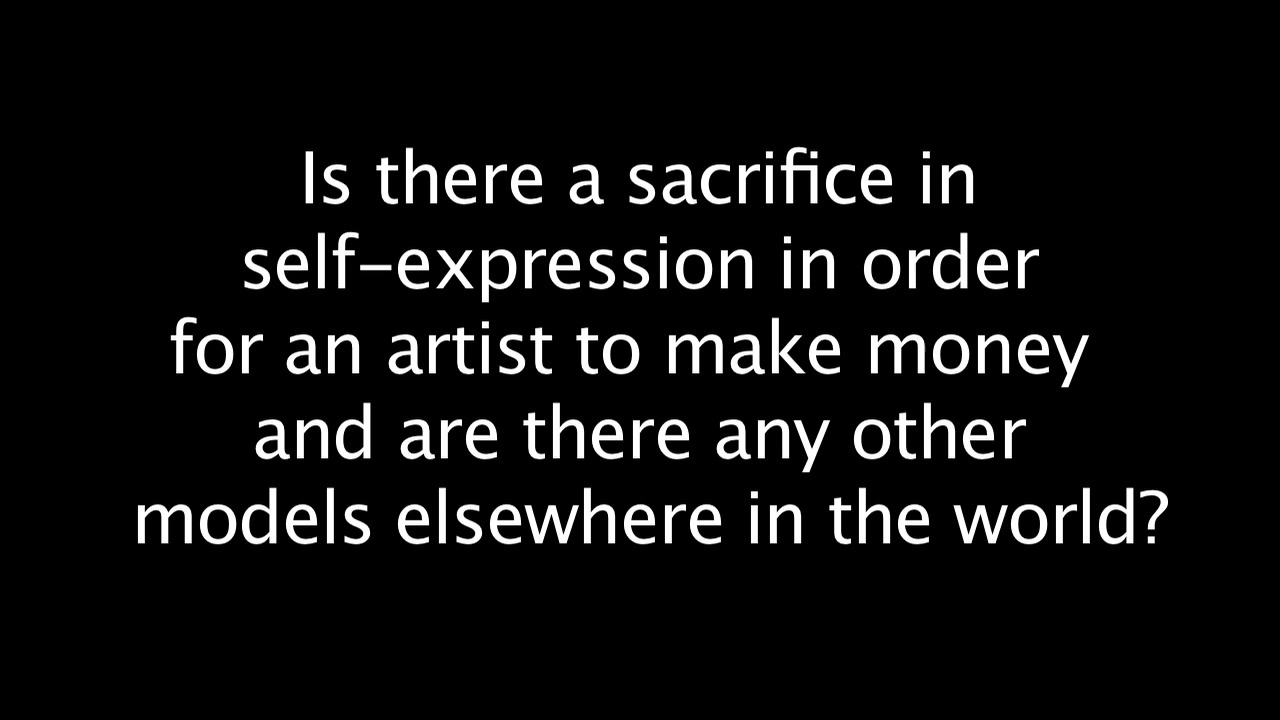 Is there a sacrifice in
self-expression in order
for an artist to make money
and are there any other
models elsewhere in the world?